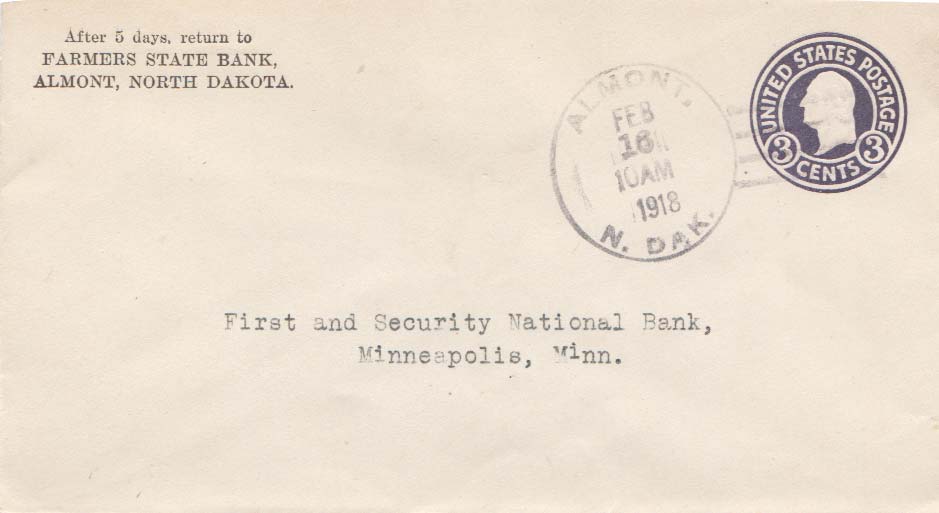 After 5 days, return to
FARMERS STATE BANK,
ALMONT, NORTH DAKOTA.
ALMONT,
FEB
16
10AM
1918
N. DAK.
UNITED STATES POSTAGE
3 CENTS 3
First and Security National Bank,
Minneapolis, Minn.